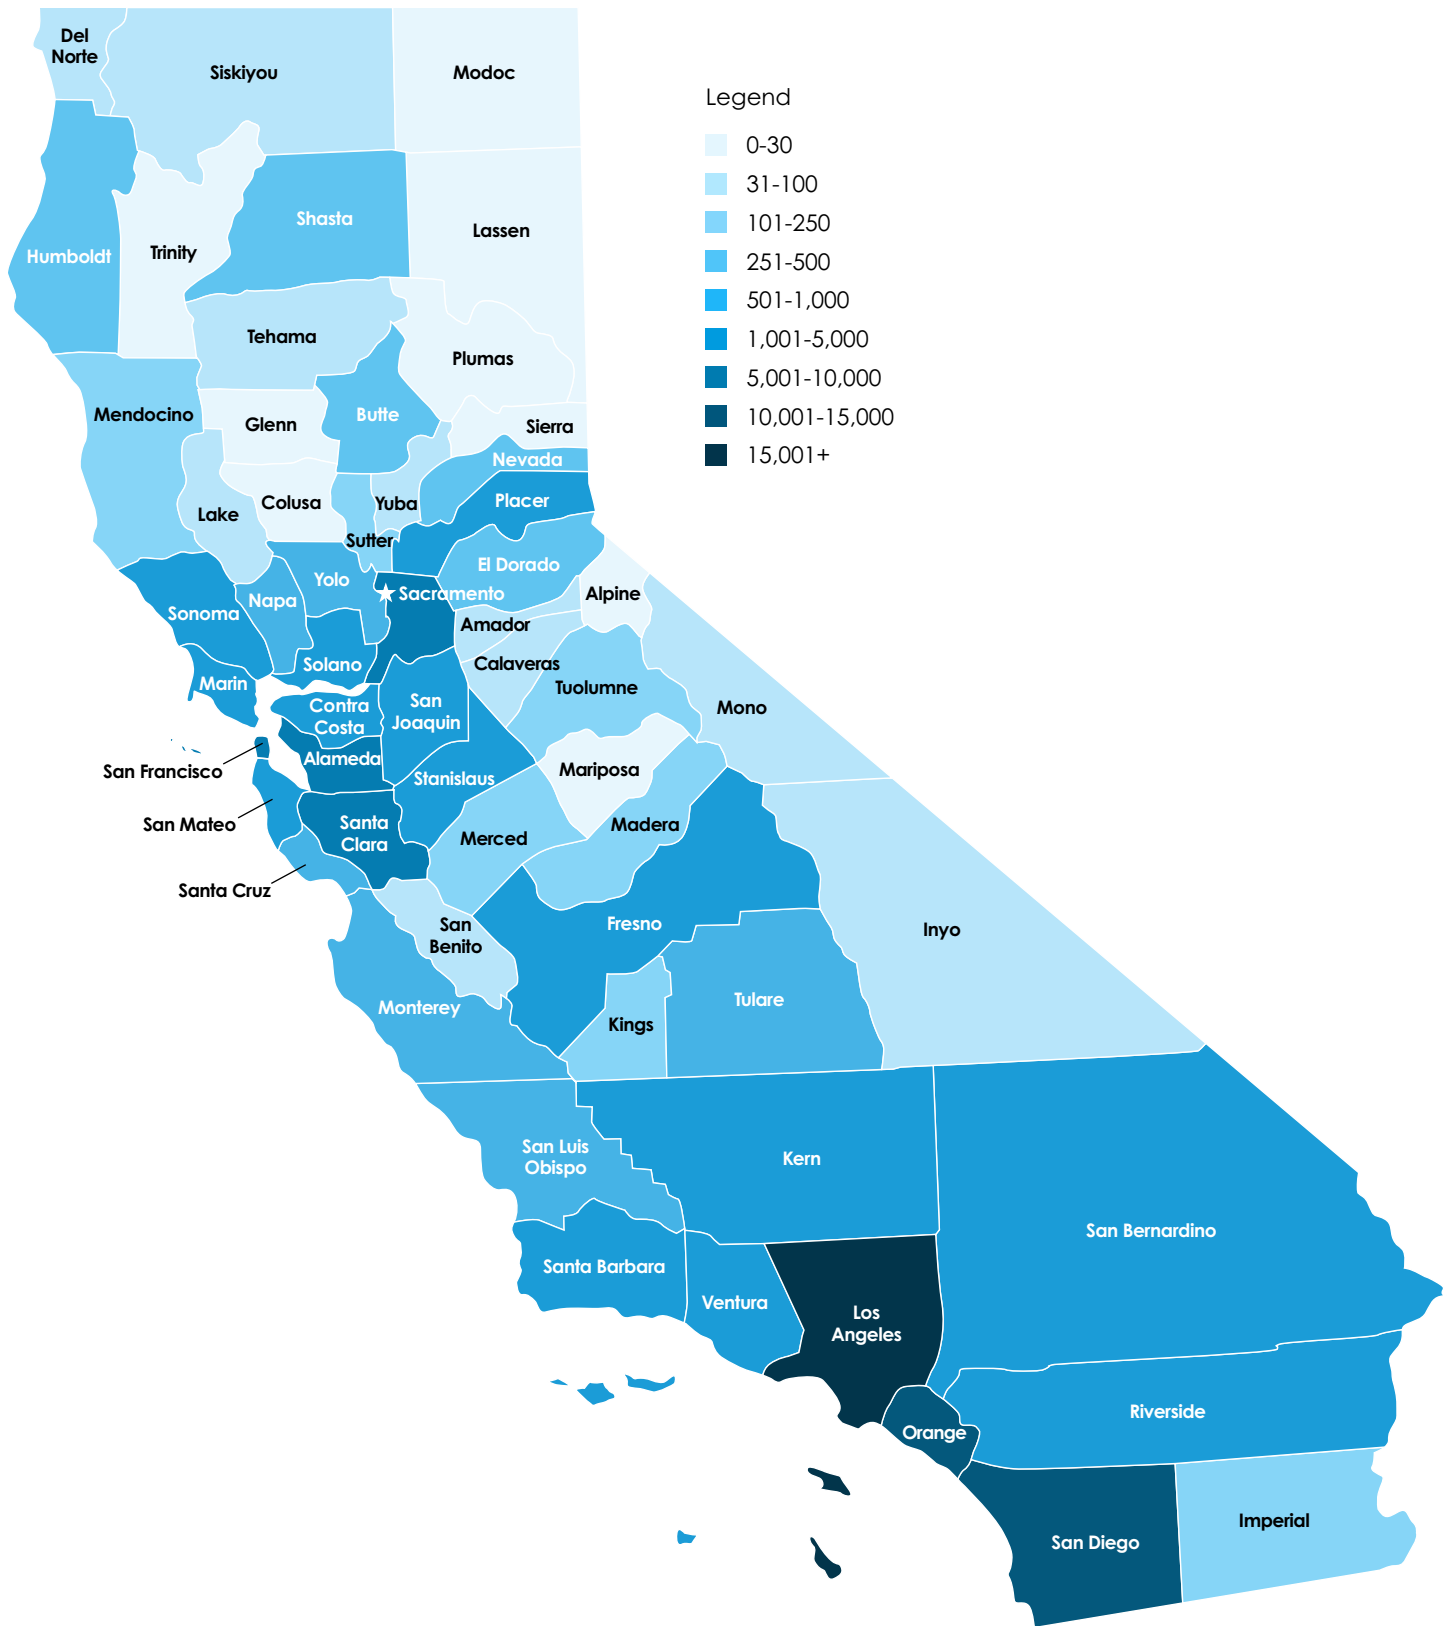 Del
Norte
Siskiyou
Modoc
Legend
0-30
31-100
101-250
251-500
501-1,000
1,001-5,000
5,001-10,000
10,001-15,000
15,001+
Humboldt
Trinity
Shasta
Lassen
Tehama
Plumas
Mendocino
Glenn
Butte
Sierra
Nevada
Lake
Colusa
Yuba
Placer
Sutter
El Dorado
Yolo
Napa
Sonoma
Sacramento
Alpine
Amador
Solano
Calaveras
Marin
Tuolumne
Mono
Contra
Costa
San
Joaquin
San Francisco
Alameda
Stanislaus
Mariposa
San Mateo
Santa
Clara
Merced
Madera
Santa Cruz
San
Benito
Fresno
Inyo
Monterey
Kings
Tulare
San Luis
Obispo
Kern
San Bernardino
Santa Barbara
Ventura
Los
Angeles
Orange
Riverside
San Diego
Imperial